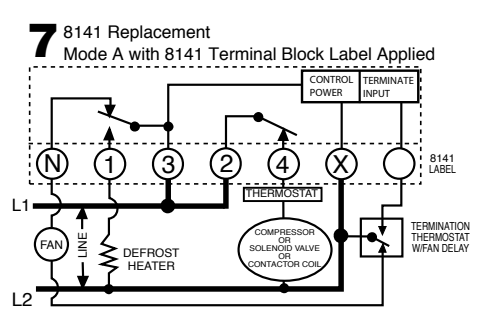 7 8141 Replacement
Mode A with 8141 Terminal Block Label Applied
CONTROL POWER
TERMINATE INPUT
N 1 3 2 4 X
8141 LABEL
THERMOSTAT
L1
FAN
LINE
DEFROST HEATER
COMPRESSOR
OR
SOLENOID VALVE
OR
CONTACTOR COIL
TERMINATION
THERMOSTAT
W/FAN DELAY
L2